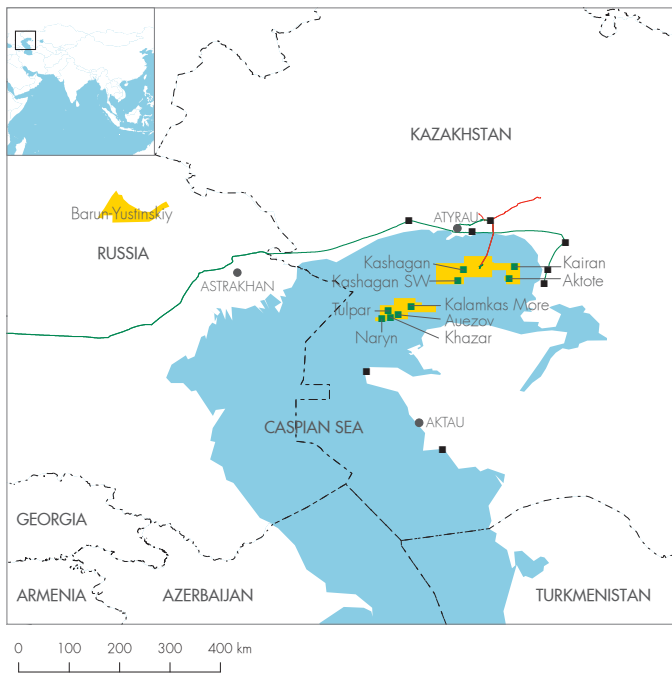 KAZAKHSTAN
Barun-Yustinskiy
ATYRAU
RUSSIA
Kashagan
Kairan
ASTRAKHAN
Kashagan SW
Aktote
Tulpar
Kalamkas More
Auezov
Naryn
Khazar
CASPIAN SEA
AKTAU
GEORGIA
ARMENIA
AZERBAIJAN
TURKMENISTAN
0 100 200 300 400 km